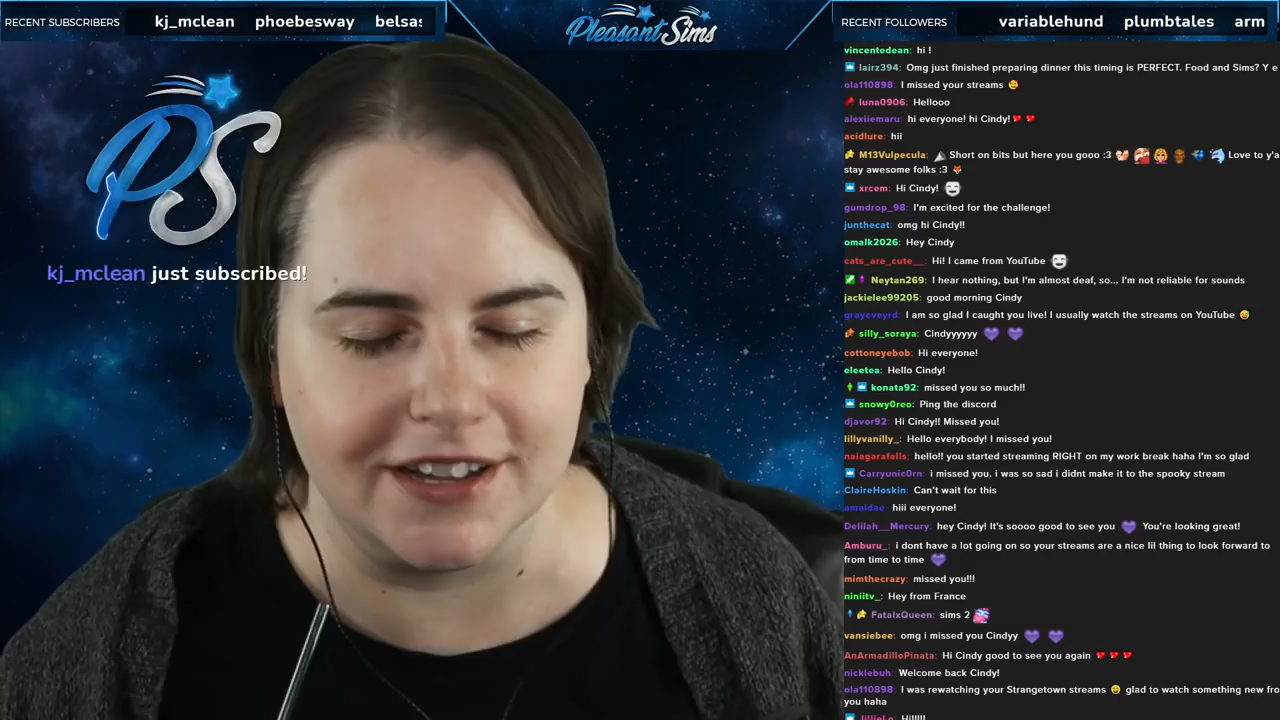 RECENT SUBSCRIBERS kj_mclean phoebesway belsas
PleasantSims
RECENT FOLLOWERS variablehund plumbtales arm
PS
kj_mclean just subscribed!
vincentedean: hi !
lairz394: Omg just finished preparing dinner this timing is PERFECT. Food and Sims? Y e
ola110898: I missed your streams
luna0906: Hellooo
alexiiemaru: hi everyone! hi Cindy!
acidlure: hii
M13Vulpecula: Short on bits but here you gooo :3 Love to y'a
stay awesome folks :3
xrcem: Hi Cindy!
gumdrop_98: I'm excited for the challenge!
junthecat: omg hi Cindy!!
omalk2026: Hey Cindy
cats_are_cute__: Hi! I came from YouTube
Neytan269: I hear nothing, but I'm almost deaf, so... I'm not reliable for sounds
jackielee99205: good morning Cindy
grayeveyrd: I am so glad I caught you live! I usually watch the streams on YouTube
silly_soraya: Cindyyyyyy
cottoneyebob: Hi everyone!
eleetea: Hello Cindy!
konata92: missed you so much!!
snowy0reo: Ping the discord
djavor92: Hi Cindy!! Missed you!
lillyvanilly_: Hello everybody! I missed you!
naiagarafalls: hello!! you started streaming RIGHT on my work break haha I'm so glad
Carryunic0rn: i missed you. i was so sad i didnt make it to the spooky stream
ClaireHoskin: Can't wait for this
amaldae: hiii everyone!
Delilah__Mercury: hey Cindy! It's soooo good to see you You're looking great!
Amburu_: i dont have a lot going on so your streams are a nice lil thing to look forward to
from time to time
mimthecrazy: missed you!!!
niniitv_: Hey from France
FatalxQueen: sims 2
vansiebee: omg i missed you Cindyy
AnArmadilloPinata: Hi Cindy good to see you again
nicklebuh: Welcome back Cindy!
ola110898: I was rewatching your Strangetown streams glad to watch something new fro
you haha